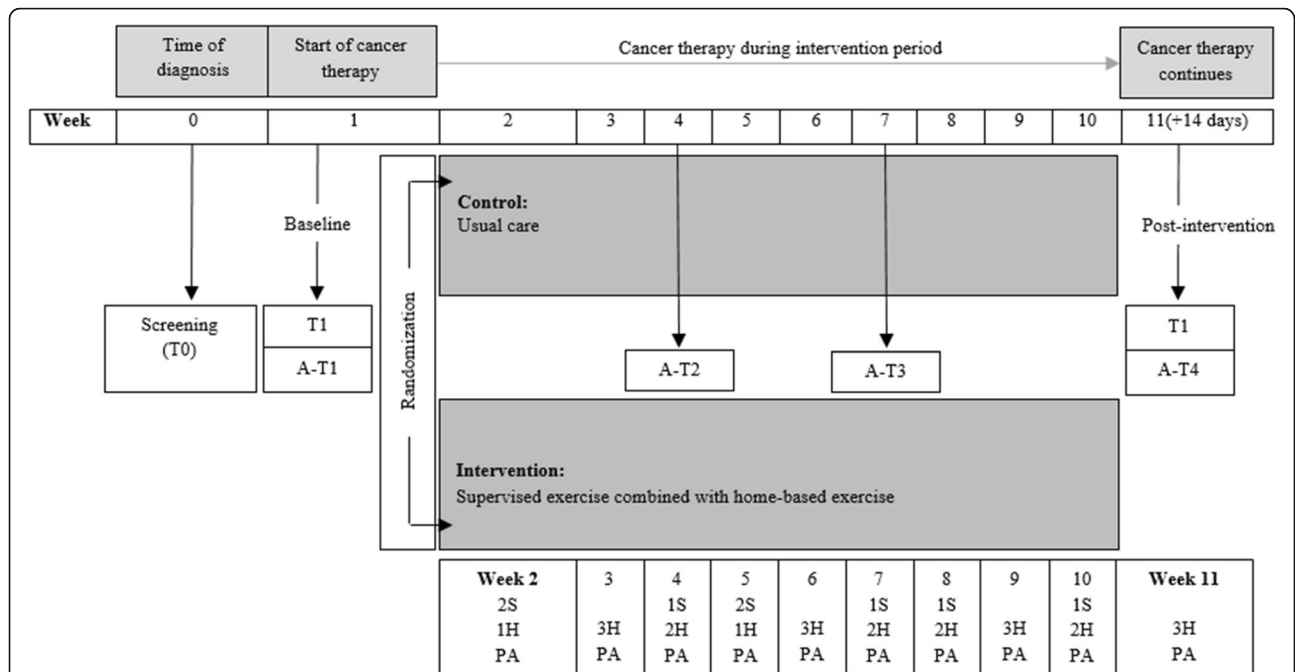 Time of
diagnosis
Start of cancer
therapy
Cancer therapy during intervention period
Cancer therapy
continues
Week 0 1 2 3 4 5 6 7 8 9 10 11(+14 days)
Control:
Usual care
Baseline
Post-intervention
Randomization
Screening
(T0)
T1
A-T1
A-T2
A-T3
T1
A-T4
Intervention:
Supervised exercise combined with home-based exercise
Week 2 3 4 5 6 7 8 9 10 Week 11
2S 1S 2S 1S 1S 1S
1H 3H 2H 1H 3H 2H 2H 3H 2H 3H
PA PA PA PA PA PA PA PA PA PA